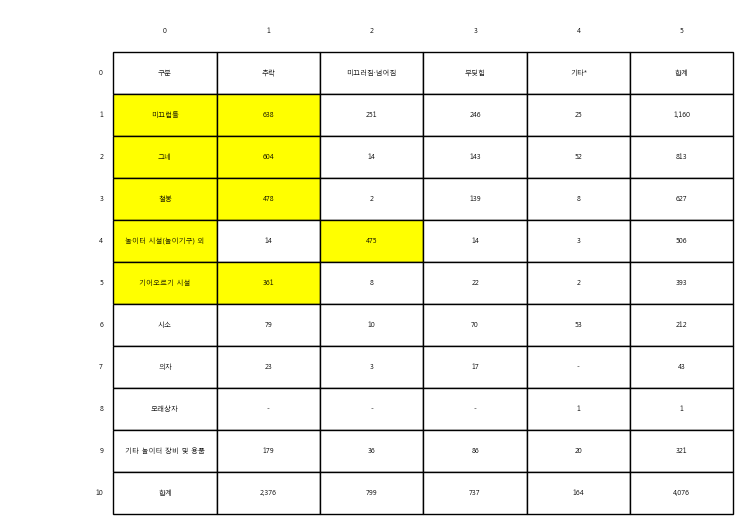 0 1 2 3 4 5
0 구분 추락 미끄러짐·넘어짐 부딪힘 기타* 합계
1 미끄럼틀 638 251 246 25 1,160
2 그네 604 14 143 52 813
3 철봉 478 2 139 8 627
4 놀이터 시설(놀이기구) 외 14 475 14 3 506
5 기어오르기 시설 361 8 22 2 393
6 시소 79 10 70 53 212
7 의자 23 3 17 - 43
8 모래상자 - - - 1 1
9 기타 놀이터 장비 및 용품 179 36 86 20 321
10 합계 2,376 799 737 164 4,076